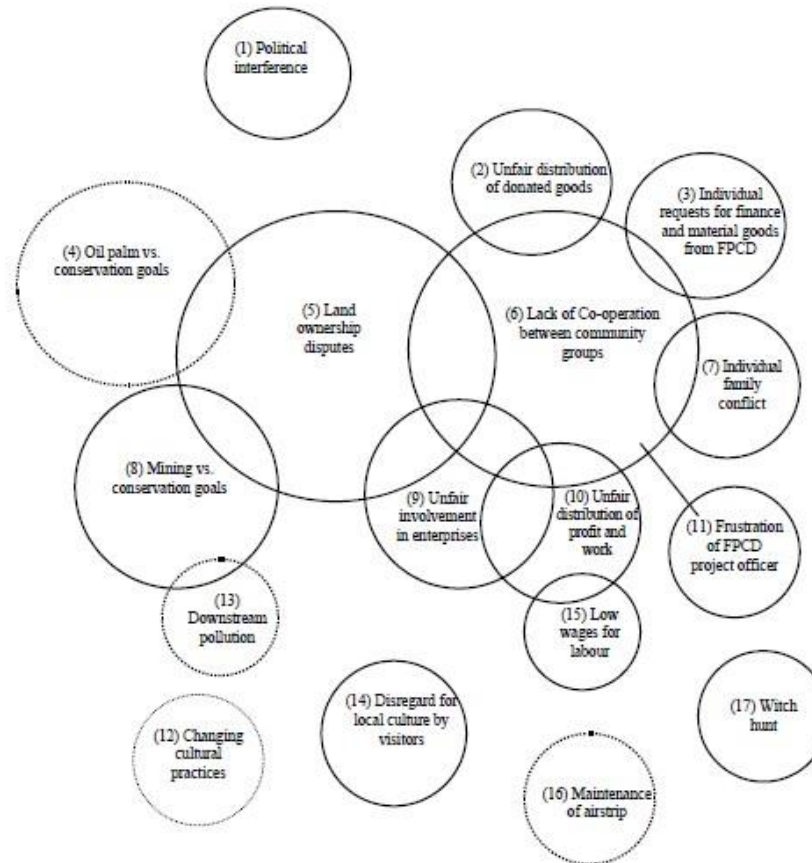 (1) Political
interference
(2) Unfair distribution
of donated goods
(3) Individual
requests for finance
and material goods
from FPCD
(4) Oil palm vs.
conservation goals
(5) Land
ownership
disputes
(6) Lack of Co-operation
between community
groups
(7) Individual
family
conflict
(8) Mining vs.
conservation goals
(9) Unfair
involvement
in enterprises
(10) Unfair
distribution of
profit and
work
(11) Frustration
of FPCD
project officer
(13)
Downstream
pollution
(15) Low
wages for
labour
(14) Disregard for
local culture by
visitors
(17) Witch
hunt
(12) Changing
cultural
practices
(16) Maintenance
of airstrip